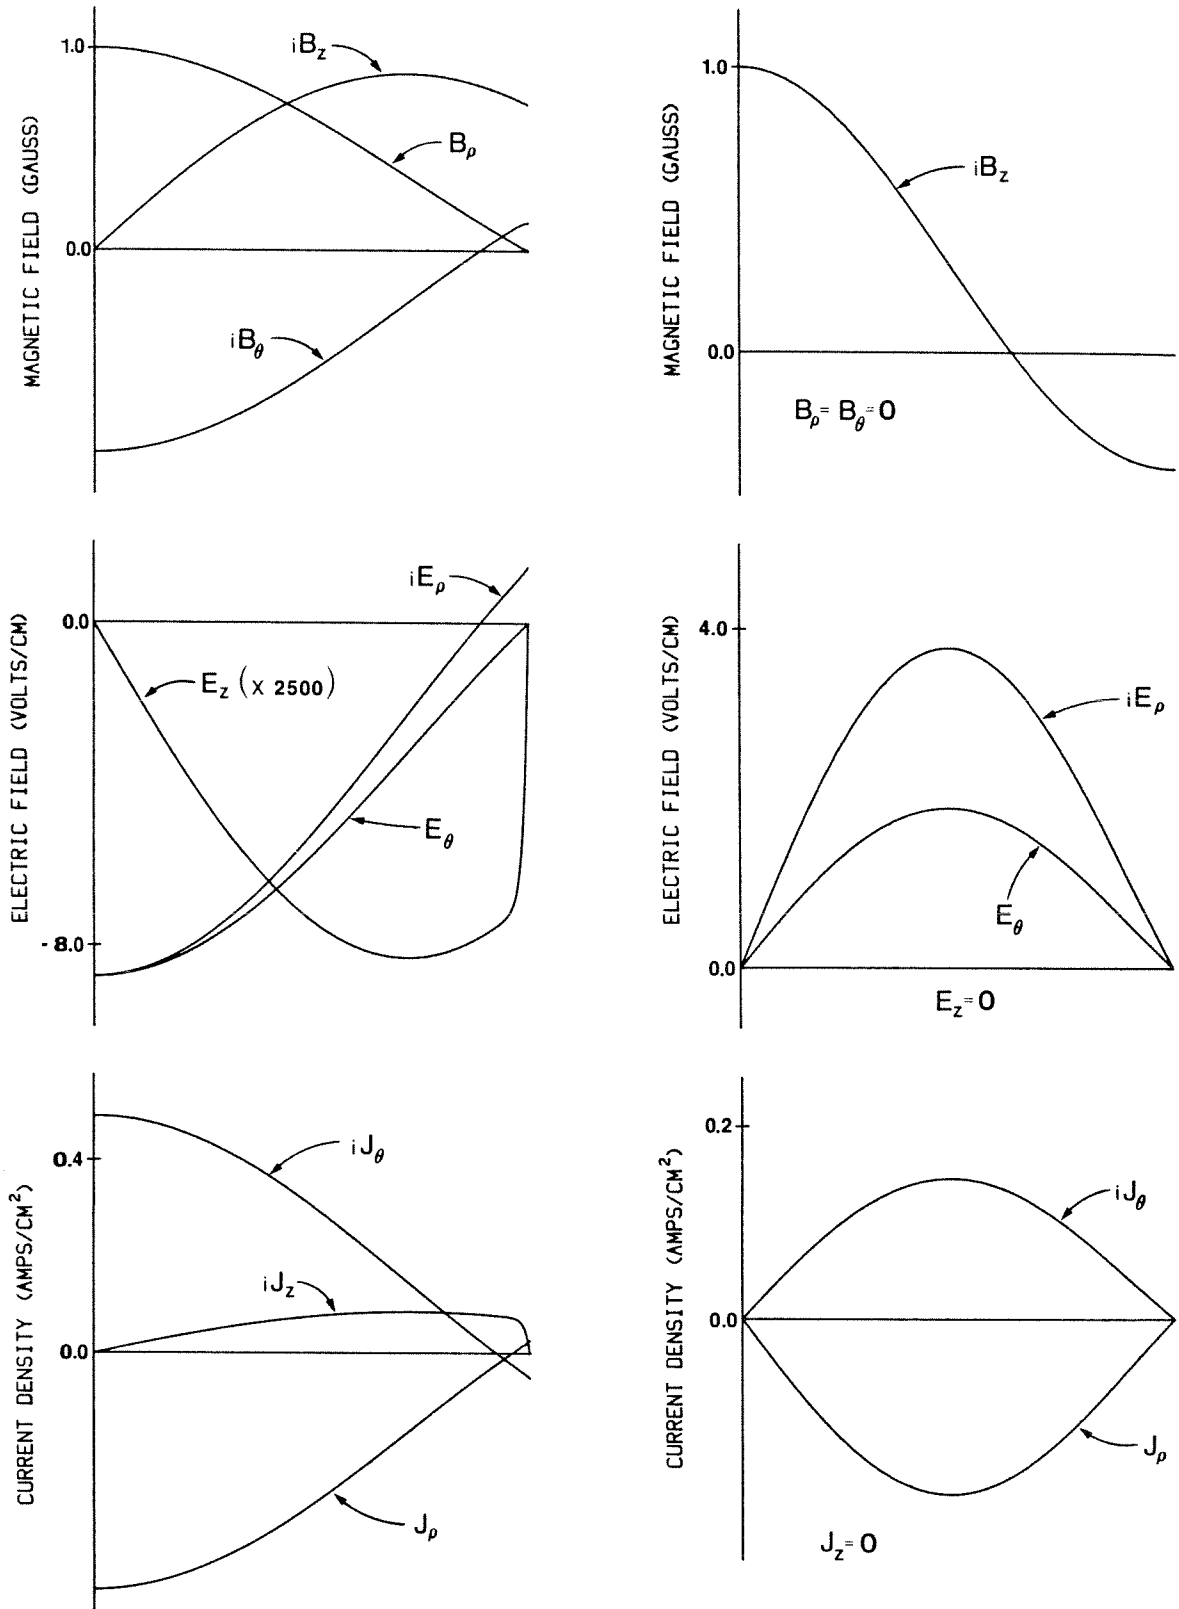 MAGNETIC FIELD (GAUSS)
1.0
0.0
iB_z
B_ρ
iB_θ
MAGNETIC FIELD (GAUSS)
1.0
0.0
iB_z
B_ρ = B_θ = 0
ELECTRIC FIELD (VOLTS/CM)
0.0
- 8.0
iE_ρ
E_z (x 2500)
E_θ
ELECTRIC FIELD (VOLTS/CM)
4.0
0.0
iE_ρ
E_θ
E_z = 0
CURRENT DENSITY (AMPS/CM²)
0.4
0.0
iJ_θ
iJ_z
J_ρ
CURRENT DENSITY (AMPS/CM²)
0.2
0.0
iJ_θ
J_ρ
J_z = 0